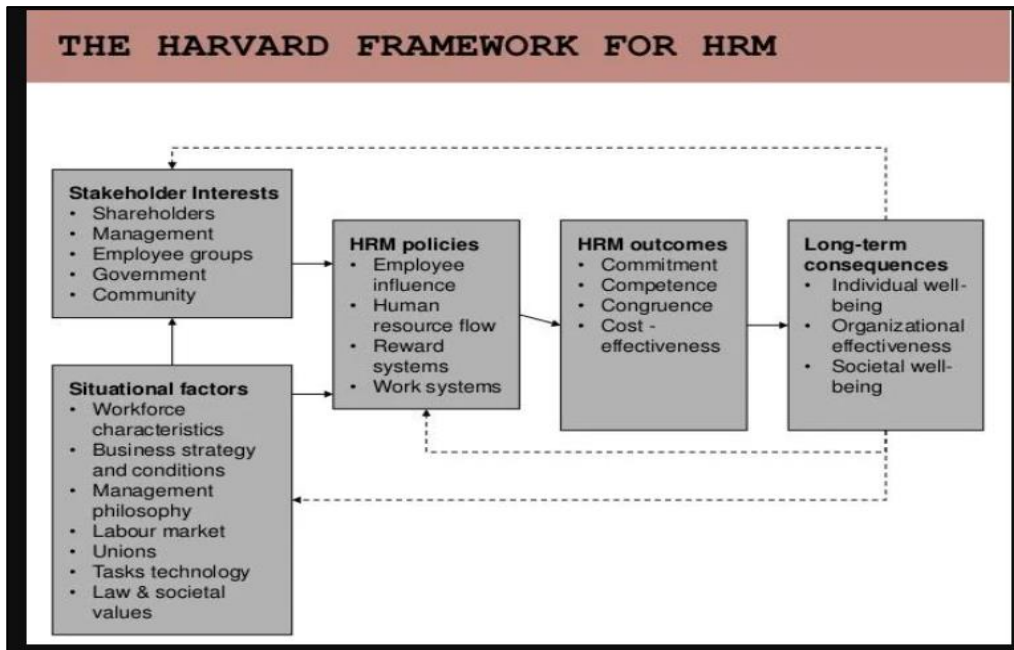 THE HARVARD FRAMEWORK FOR HRM
Stakeholder Interests
• Shareholders
• Management
• Employee groups
• Government
• Community
Situational factors
• Workforce
characteristics
• Business strategy
and conditions
• Management
philosophy
• Labour market
• Unions
• Tasks technology
• Law & societal
values
HRM policies
• Employee
influence
• Human
resource flow
• Reward
systems
• Work systems
HRM outcomes
• Commitment
• Competence
• Congruence
• Cost -
effectiveness
Long-term
consequences
• Individual well-
being
• Organizational
effectiveness
• Societal well-
being